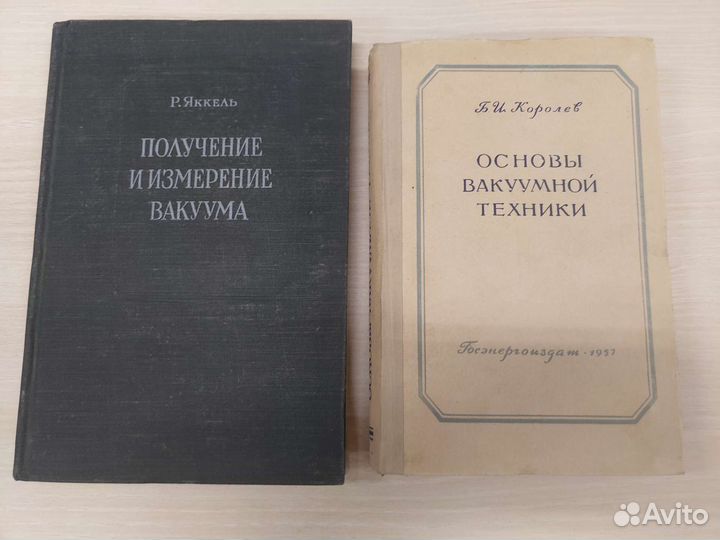 Р. ЯККЕЛЬ
ПОЛУЧЕНИЕ
И ИЗМЕРЕНИЕ
ВАКУУМА
Б. И. Королев
ОСНОВЫ
ВАКУУМНОЙ
ТЕХНИКИ
Госэнергоиздат · 1957
Avito